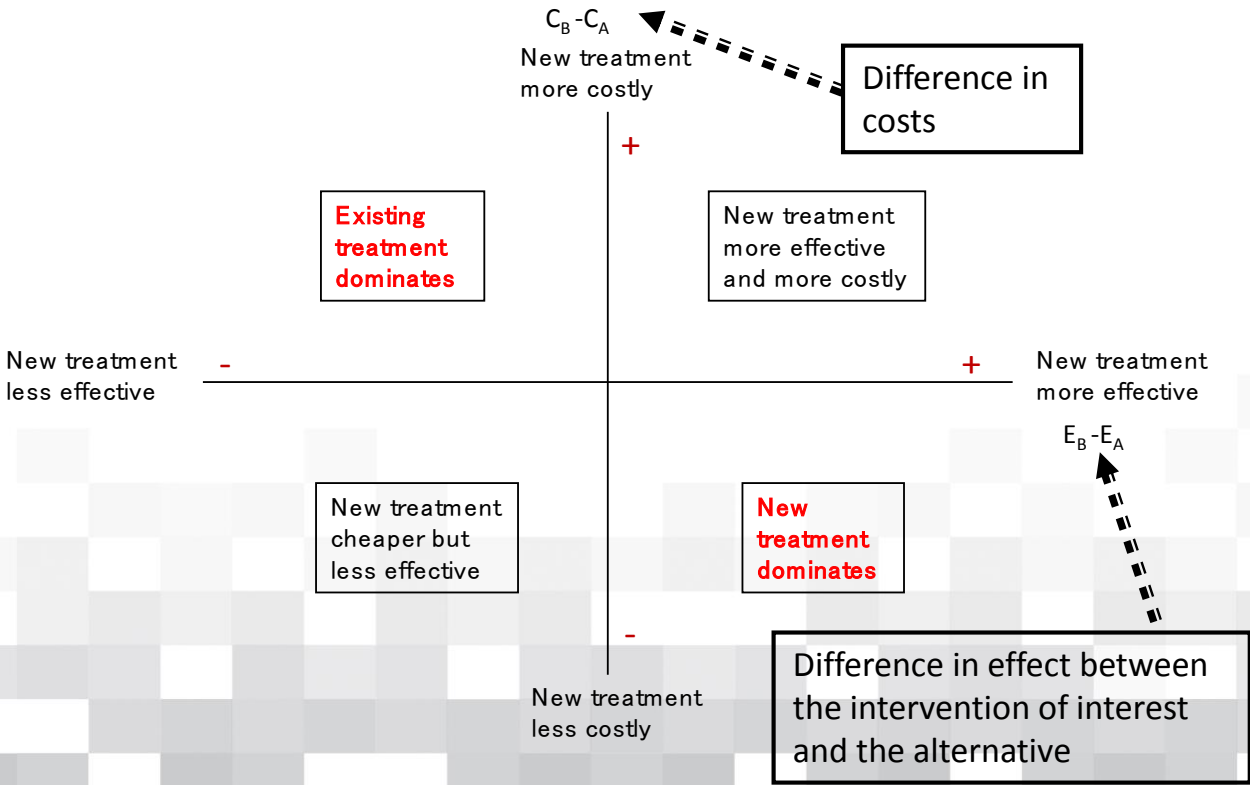 C_B-C_A
New treatment
more costly
Difference in
costs
+
Existing
treatment
dominates
New treatment
more effective
and more costly
New treatment
less effective
-
+
New treatment
more effective
E_B-E_A
New treatment
cheaper but
less effective
New
treatment
dominates
-
New treatment
less costly
Difference in effect between
the intervention of interest
and the alternative